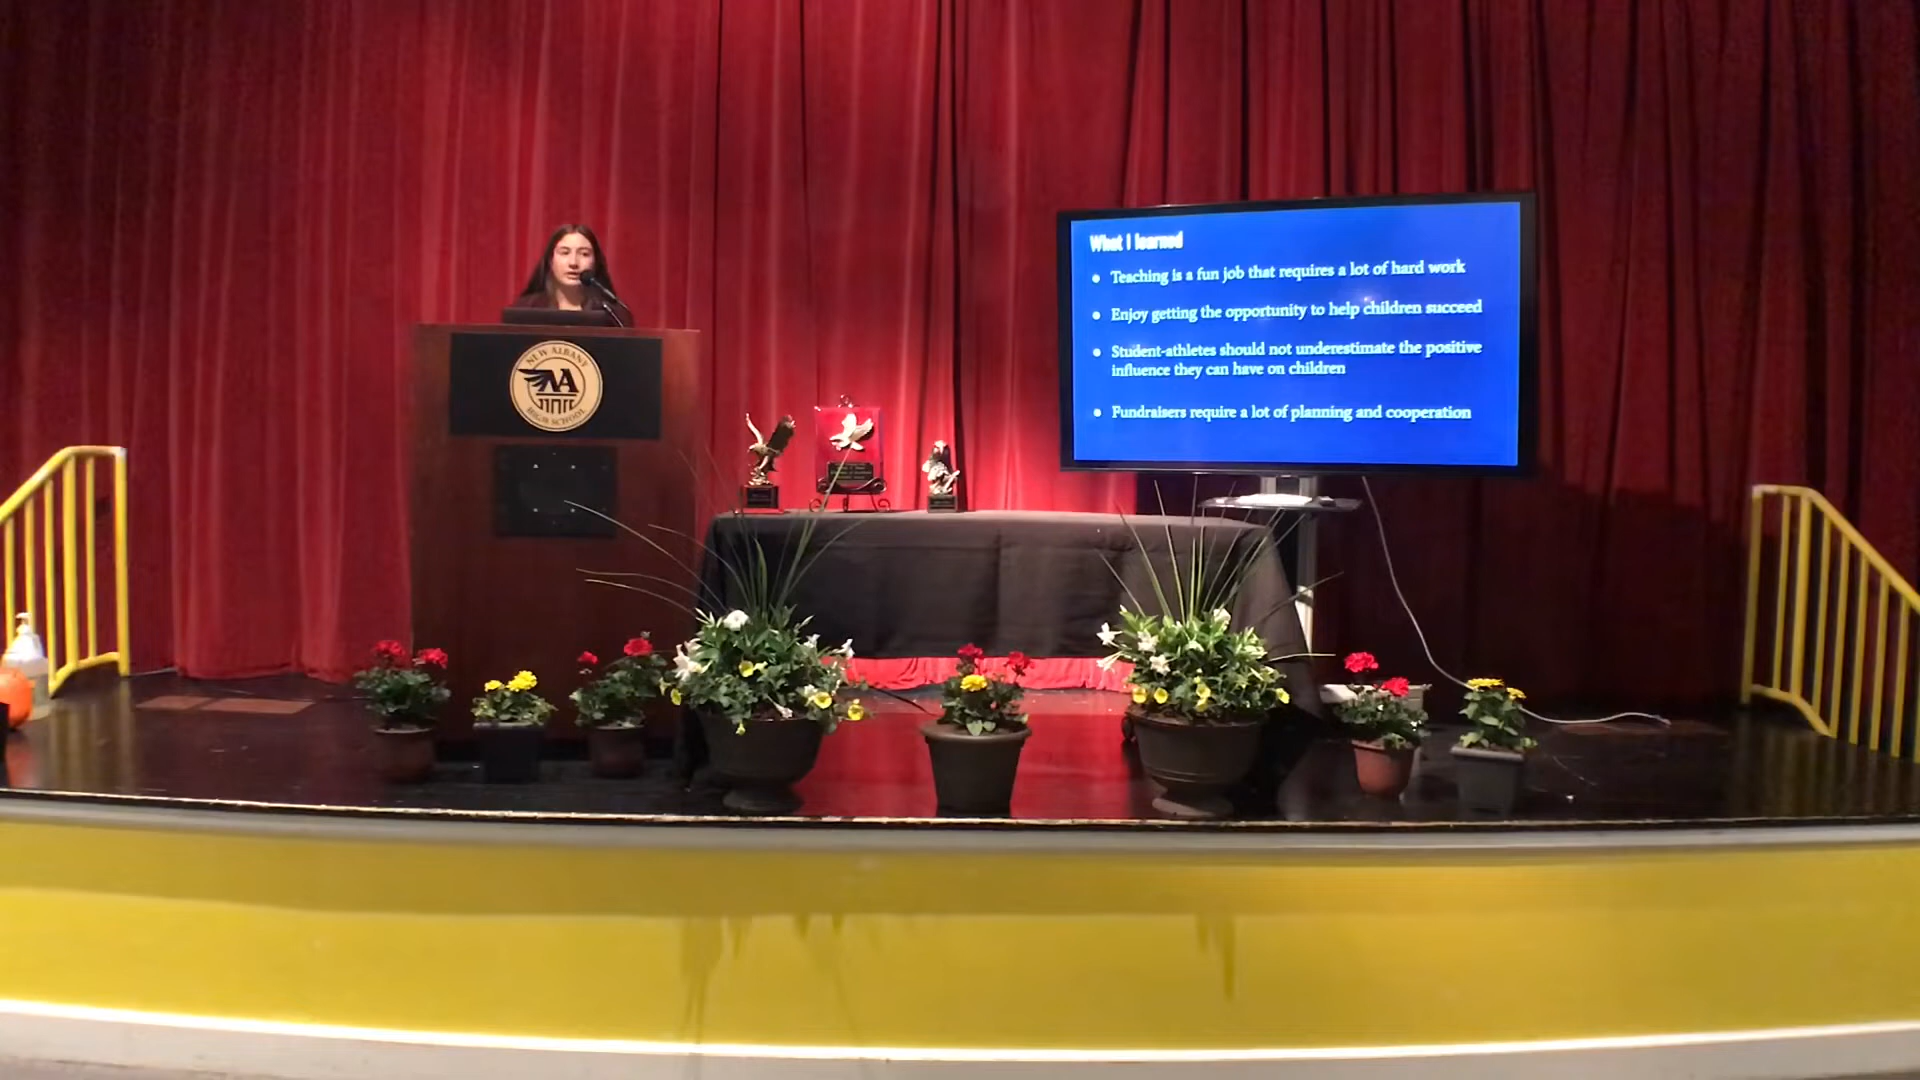 NEW ALBANY
NA
HIGH SCHOOL
What I learned
Teaching is a fun job that requires a lot of hard work
Enjoy getting the opportunity to help children succeed
Student-athletes should not underestimate the positive
influence they can have on children
Fundraisers require a lot of planning and cooperation